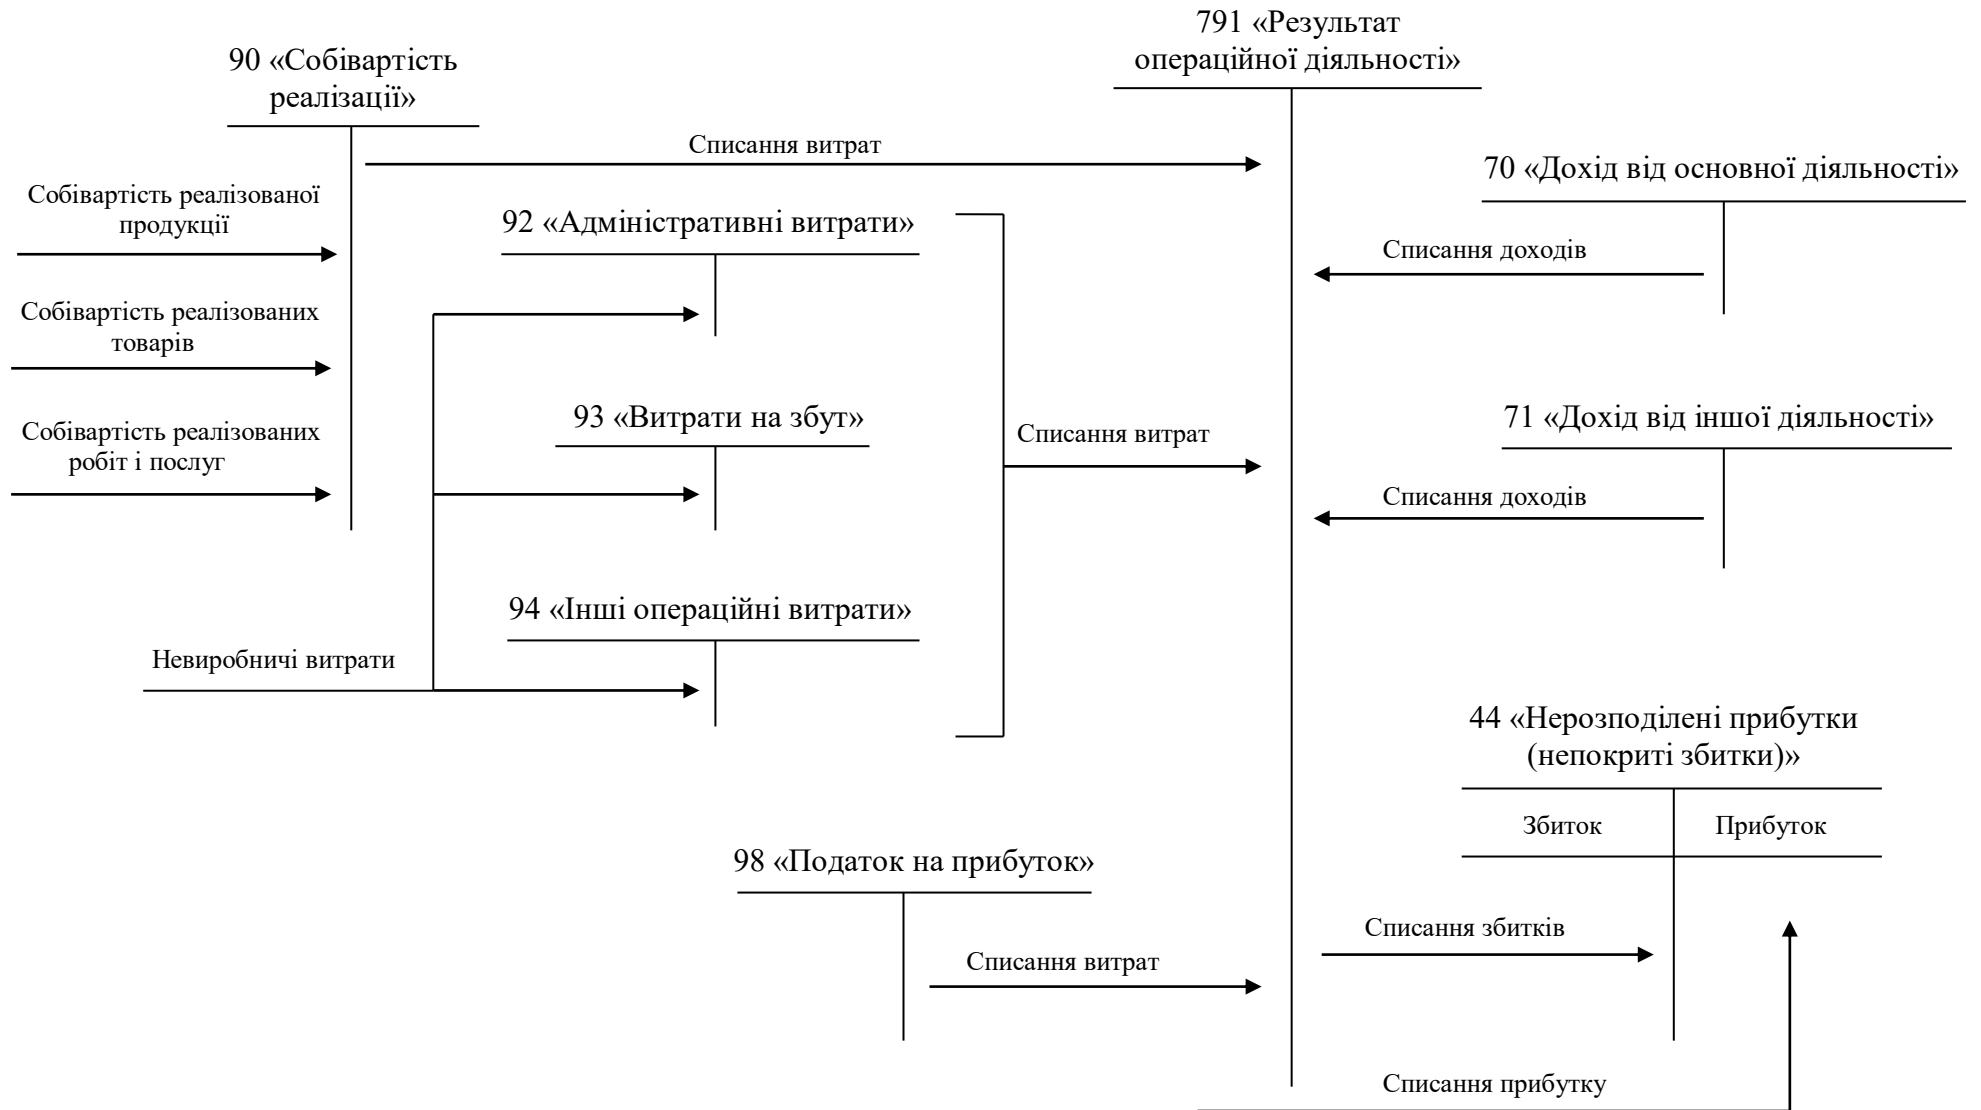 791 «Результат
операційної діяльності»
90 «Собівартість
реалізації»
Списання витрат
70 «Дохід від основної діяльності»
Собівартість реалізованої
продукції
92 «Адміністративні витрати»
Списання доходів
Собівартість реалізованих
товарів
93 «Витрати на збут»
71 «Дохід від іншої діяльності»
Собівартість реалізованих
робіт і послуг
Списання витрат
Списання доходів
94 «Інші операційні витрати»
Невиробничі витрати
44 «Нерозподілені прибутки
(непокриті збитки)»
Збиток
Прибуток
98 «Податок на прибуток»
Списання збитків
Списання витрат
Списання прибутку